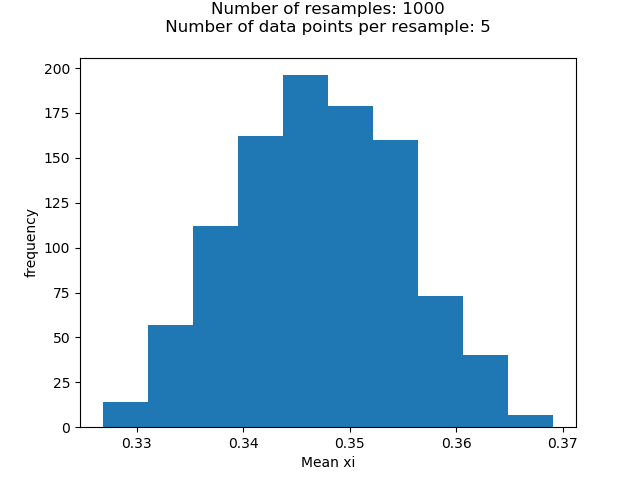 Number of resamples: 1000
Number of data points per resample: 5
200
175
150
125
100
75
50
25
0
frequency
0.33 0.34 0.35 0.36 0.37
Mean xi